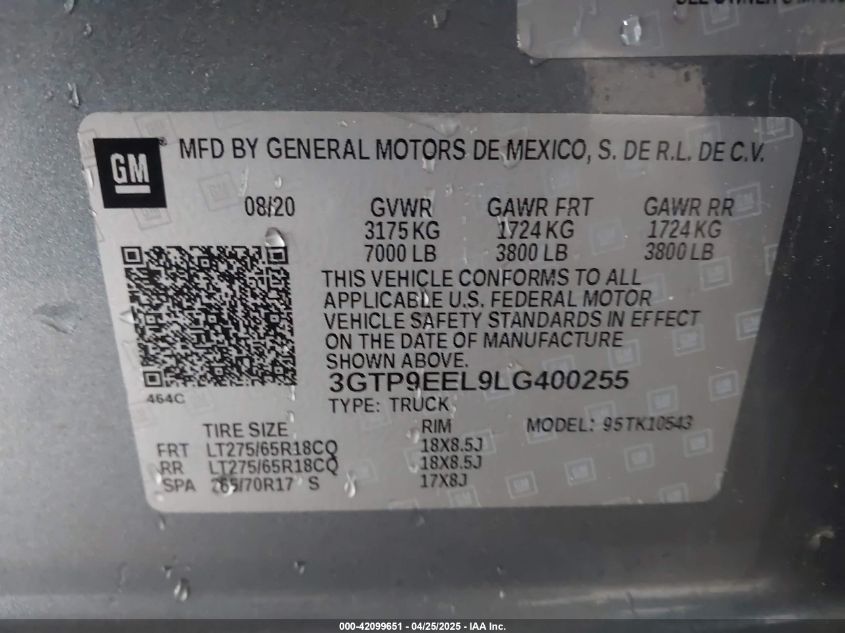 GM
MFD BY GENERAL MOTORS DE MEXICO, S. DE R.L. DE C.V.
08/20 GVWR GAWR FRT GAWR RR
3175 KG 1724 KG 1724 KG
7000 LB 3800 LB 3800 LB
THIS VEHICLE CONFORMS TO ALL
APPLICABLE U.S. FEDERAL MOTOR
VEHICLE SAFETY STANDARDS IN EFFECT
ON THE DATE OF MANUFACTURE
SHOWN ABOVE.
464C
3GTP9EEL9LG400255
TYPE: TRUCK
TIRE SIZE RIM MODEL: 95TK10543
FRT LT275/65R18CQ 18X8.5J
RR LT275/65R18CQ 18X8.5J
SPA 265/70R17 S 17X8J
000-42099651 - 04/25/2025 - IAA Inc.